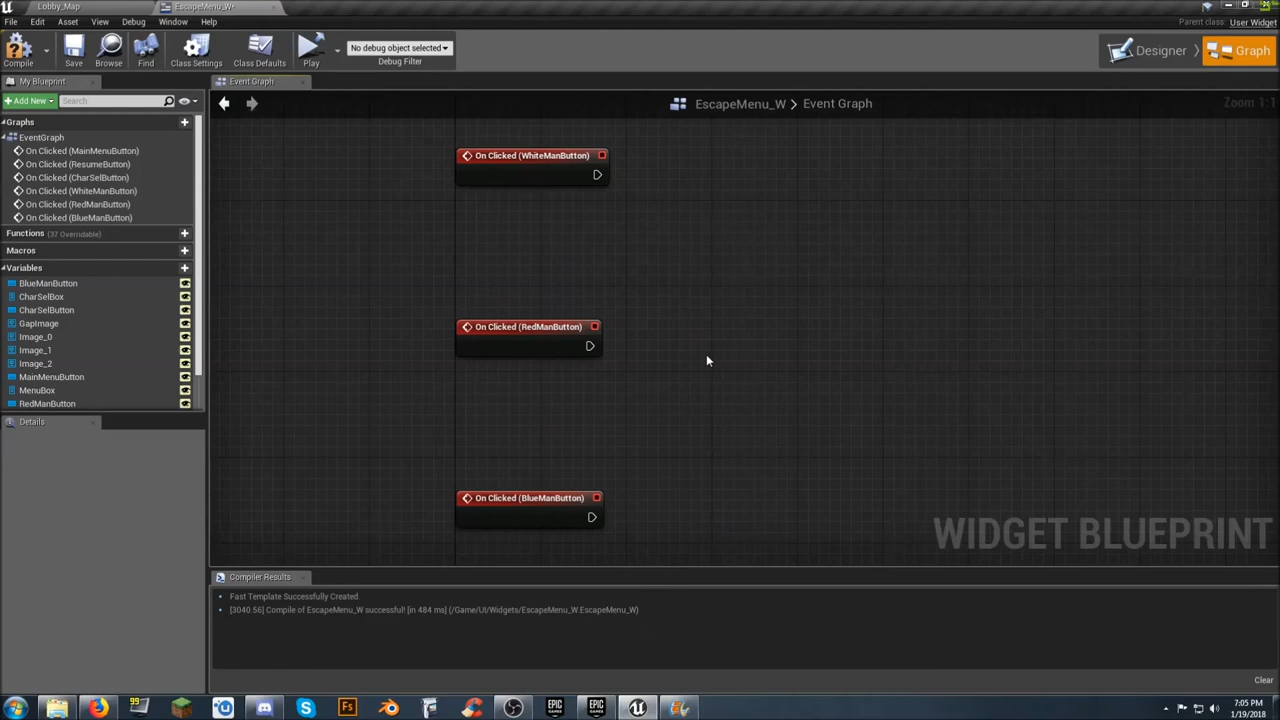 Lobby_Map
EscapeMenu_W*
File Edit Asset View Debug Window Help
Parent class: User Widget
Compile Save Browse Find Class Settings Class Defaults Play
No debug object selected
Debug Filter
Designer Graph
My Blueprint
Event Graph
Add New Search
EscapeMenu_W > Event Graph
Zoom 1:1
Graphs
EventGraph
On Clicked (MainMenuButton)
On Clicked (ResumeButton)
On Clicked (CharSelButton)
On Clicked (WhiteManButton)
On Clicked (RedManButton)
On Clicked (BlueManButton)
Functions (37 Overridable)
Macros
Variables
BlueManButton
CharSelBox
CharSelButton
GapImage
Image_0
Image_1
Image_2
MainMenuButton
MenuBox
RedManButton
Details
On Clicked (WhiteManButton)
On Clicked (RedManButton)
On Clicked (BlueManButton)
WIDGET BLUEPRINT
Compiler Results
Fast Template Successfully Created.
[3040.56] Compile of EscapeMenu_W successful! [in 484 ms] (/Game/UI/Widgets/EscapeMenu_W.EscapeMenu_W)
Clear
99
Fs
EPIC GAMES
EPIC GAMES
7:05 PM
1/19/2018